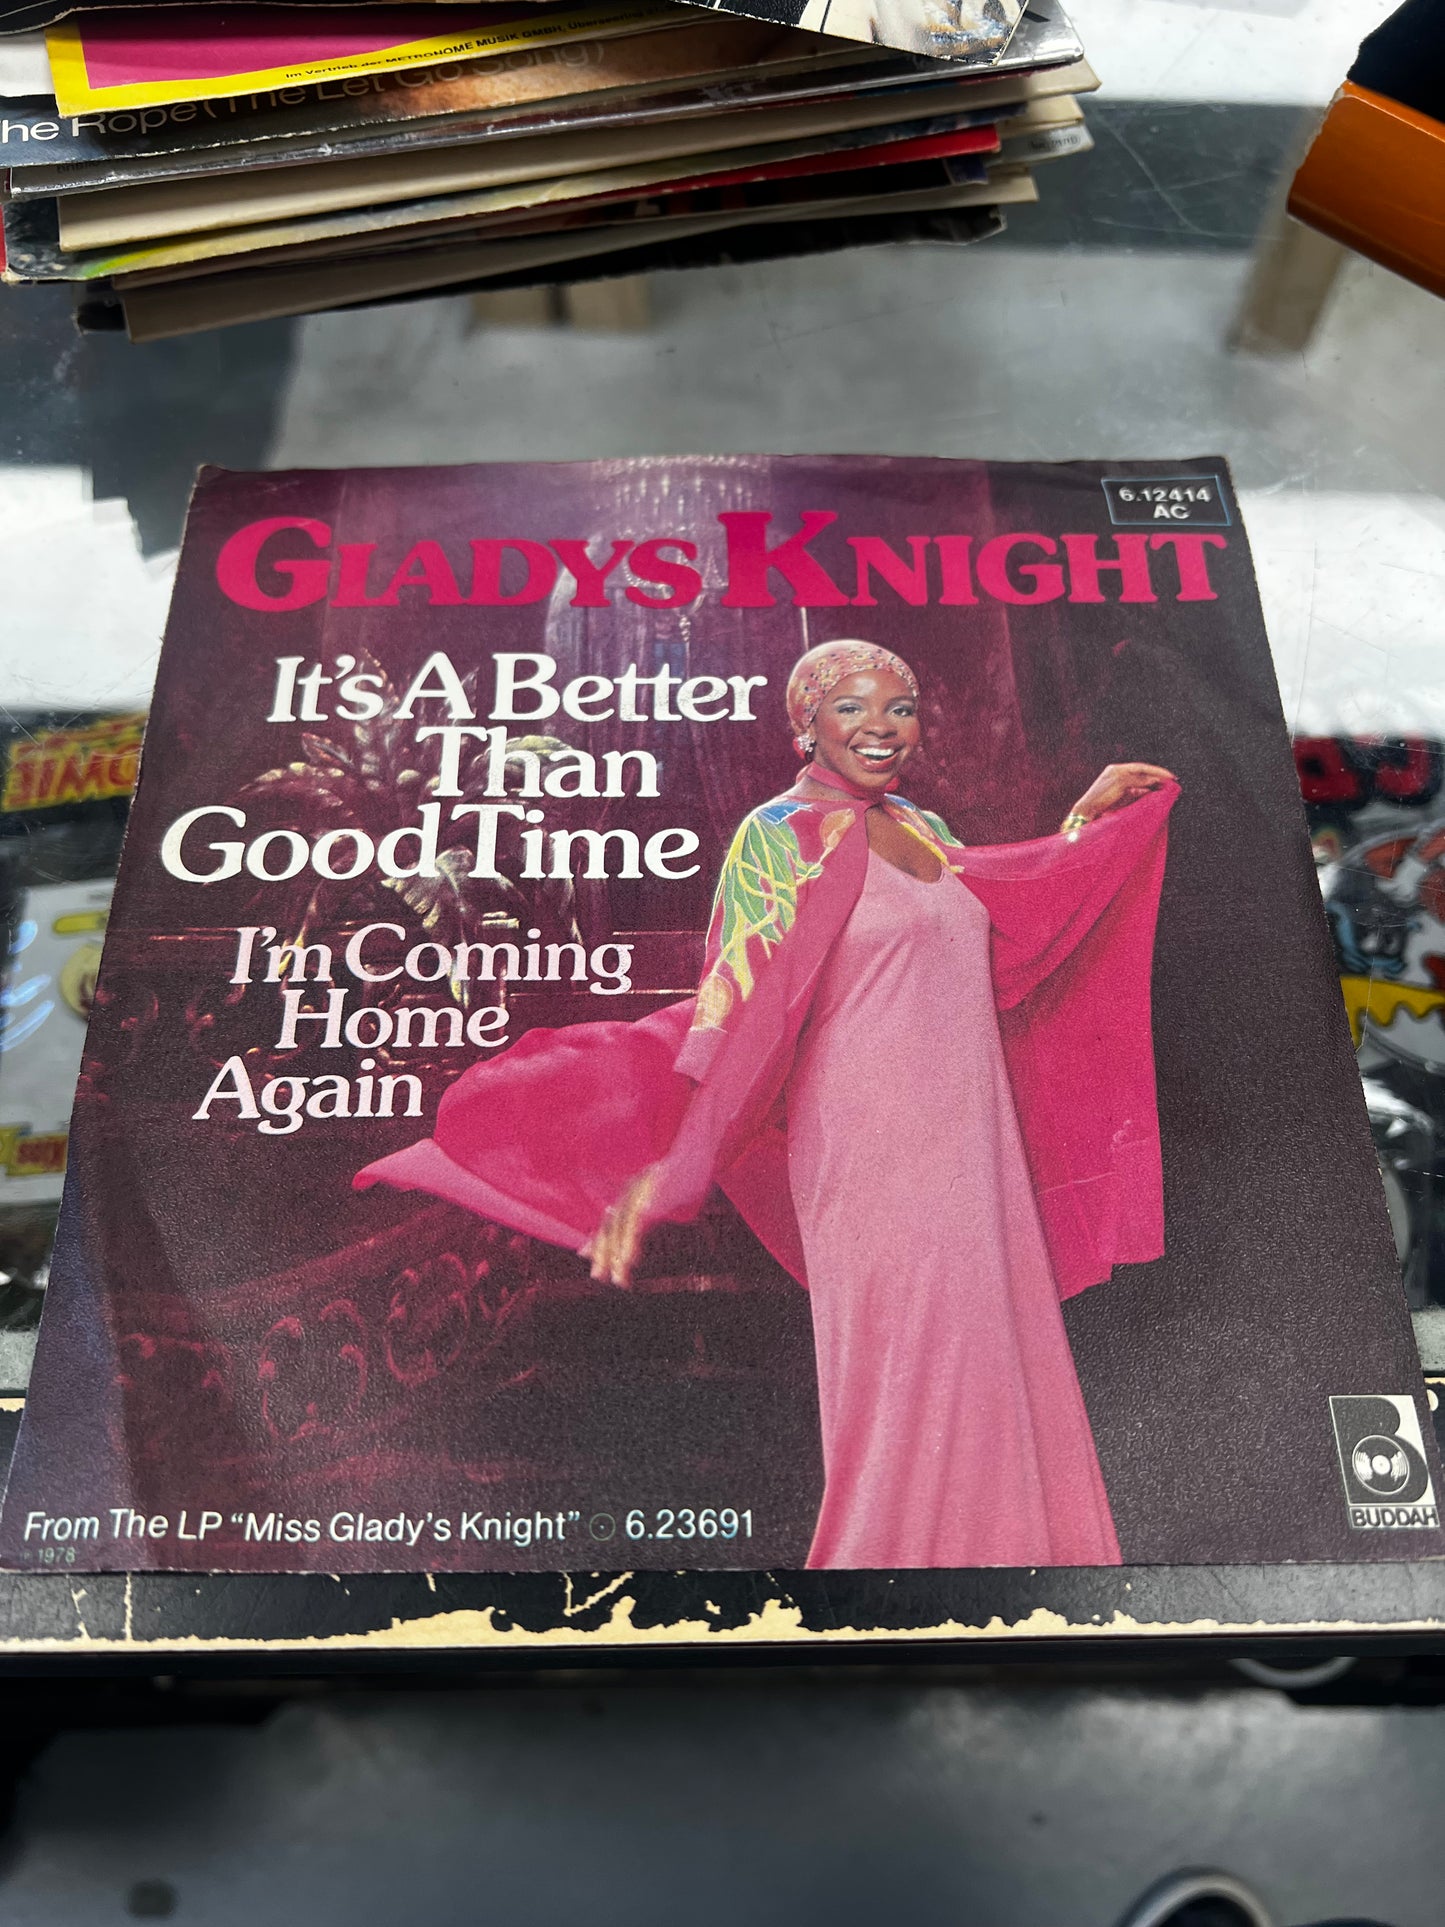 Im Vertrieb der METRONOME MUSIK GMBH, Überseering
he Rope (The Let Go Song)
6.12414
AC
GLADYS KNIGHT
It's A Better
Than
Good Time
I'm Coming
Home
Again
From The LP "Miss Glady's Knight" 6.23691
℗ 1978
B
BUDDAH